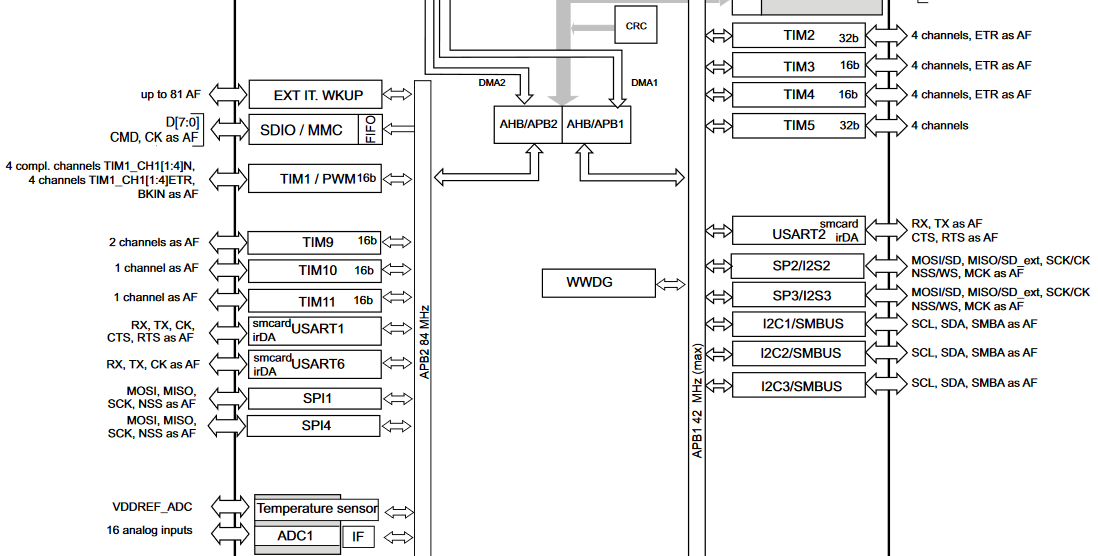 CRC
TIM2 32b
4 channels, ETR as AF
TIM3 16b
4 channels, ETR as AF
TIM4 16b
4 channels, ETR as AF
TIM5 32b
4 channels
DMA2
DMA1
AHB/APB2
AHB/APB1
up to 81 AF
EXT IT. WKUP
D[7:0]
CMD, CK as AF
SDIO / MMC
FIFO
4 compl. channels TIM1_CH1[1:4]N,
4 channels TIM1_CH1[1:4]ETR,
BKIN as AF
TIM1 / PWM 16b
2 channels as AF
TIM9 16b
1 channel as AF
TIM10 16b
1 channel as AF
TIM11 16b
RX, TX, CK,
CTS, RTS as AF
smcard
irDA
USART1
RX, TX, CK as AF
smcard
irDA
USART6
MOSI, MISO,
SCK, NSS as AF
SPI1
MOSI, MISO,
SCK, NSS as AF
SPI4
VDDREF_ADC
Temperature sensor
16 analog inputs
ADC1
IF
APB2 84 MHz
WWDG
APB1 42 MHz (max)
smcard
USART2 irDA
RX, TX as AF
CTS, RTS as AF
SP2/I2S2
MOSI/SD, MISO/SD_ext, SCK/CK
NSS/WS, MCK as AF
SP3/I2S3
MOSI/SD, MISO/SD_ext, SCK/CK
NSS/WS, MCK as AF
I2C1/SMBUS
SCL, SDA, SMBA as AF
I2C2/SMBUS
SCL, SDA, SMBA as AF
I2C3/SMBUS
SCL, SDA, SMBA as AF